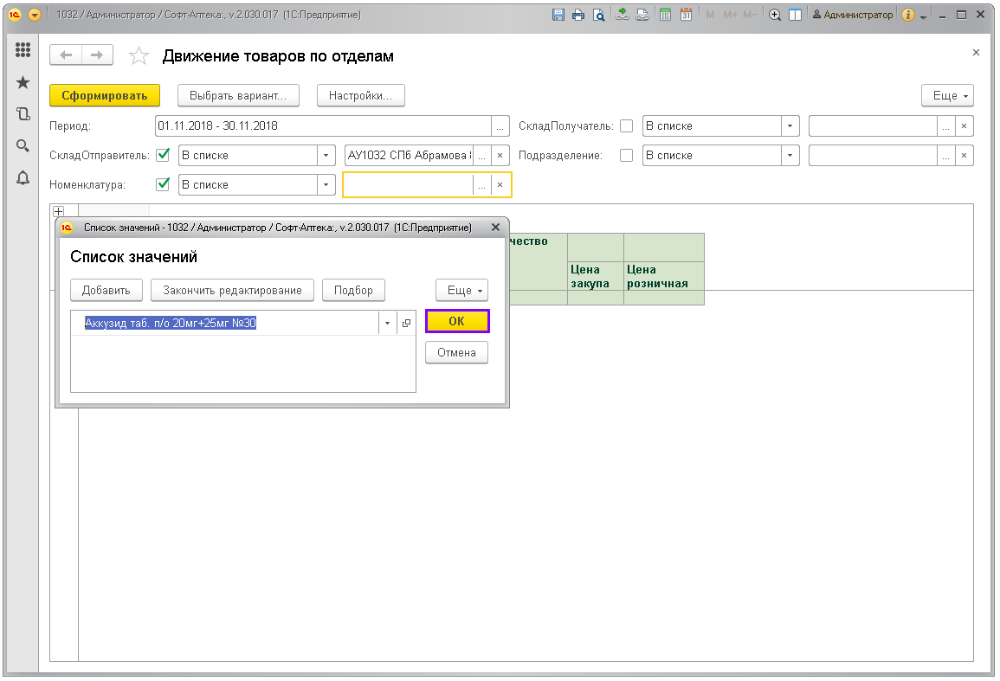 1032 / Администратор / Софт-Аптека:, v.2.030.017 (1С:Предприятие)
M M+ M- Администратор
Движение товаров по отделам
Сформировать Выбрать вариант... Настройки... Еще
Период: 01.11.2018 - 30.11.2018 ... СкладПолучатель: В списке ... ×
СкладОтправитель: В списке АУ1032 СПб Абрамова ... × Подразделение: В списке ... ×
Номенклатура: В списке ... ×
Список значений - 1032 / Администратор / Софт-Аптека:, v.2.030.017 (1С:Предприятие)
чество
Список значений
Цена закупа
Цена розничная
Добавить Закончить редактирование Подбор Еще
Аккузид таб. п/о 20мг+25мг №30
ОК
Отмена